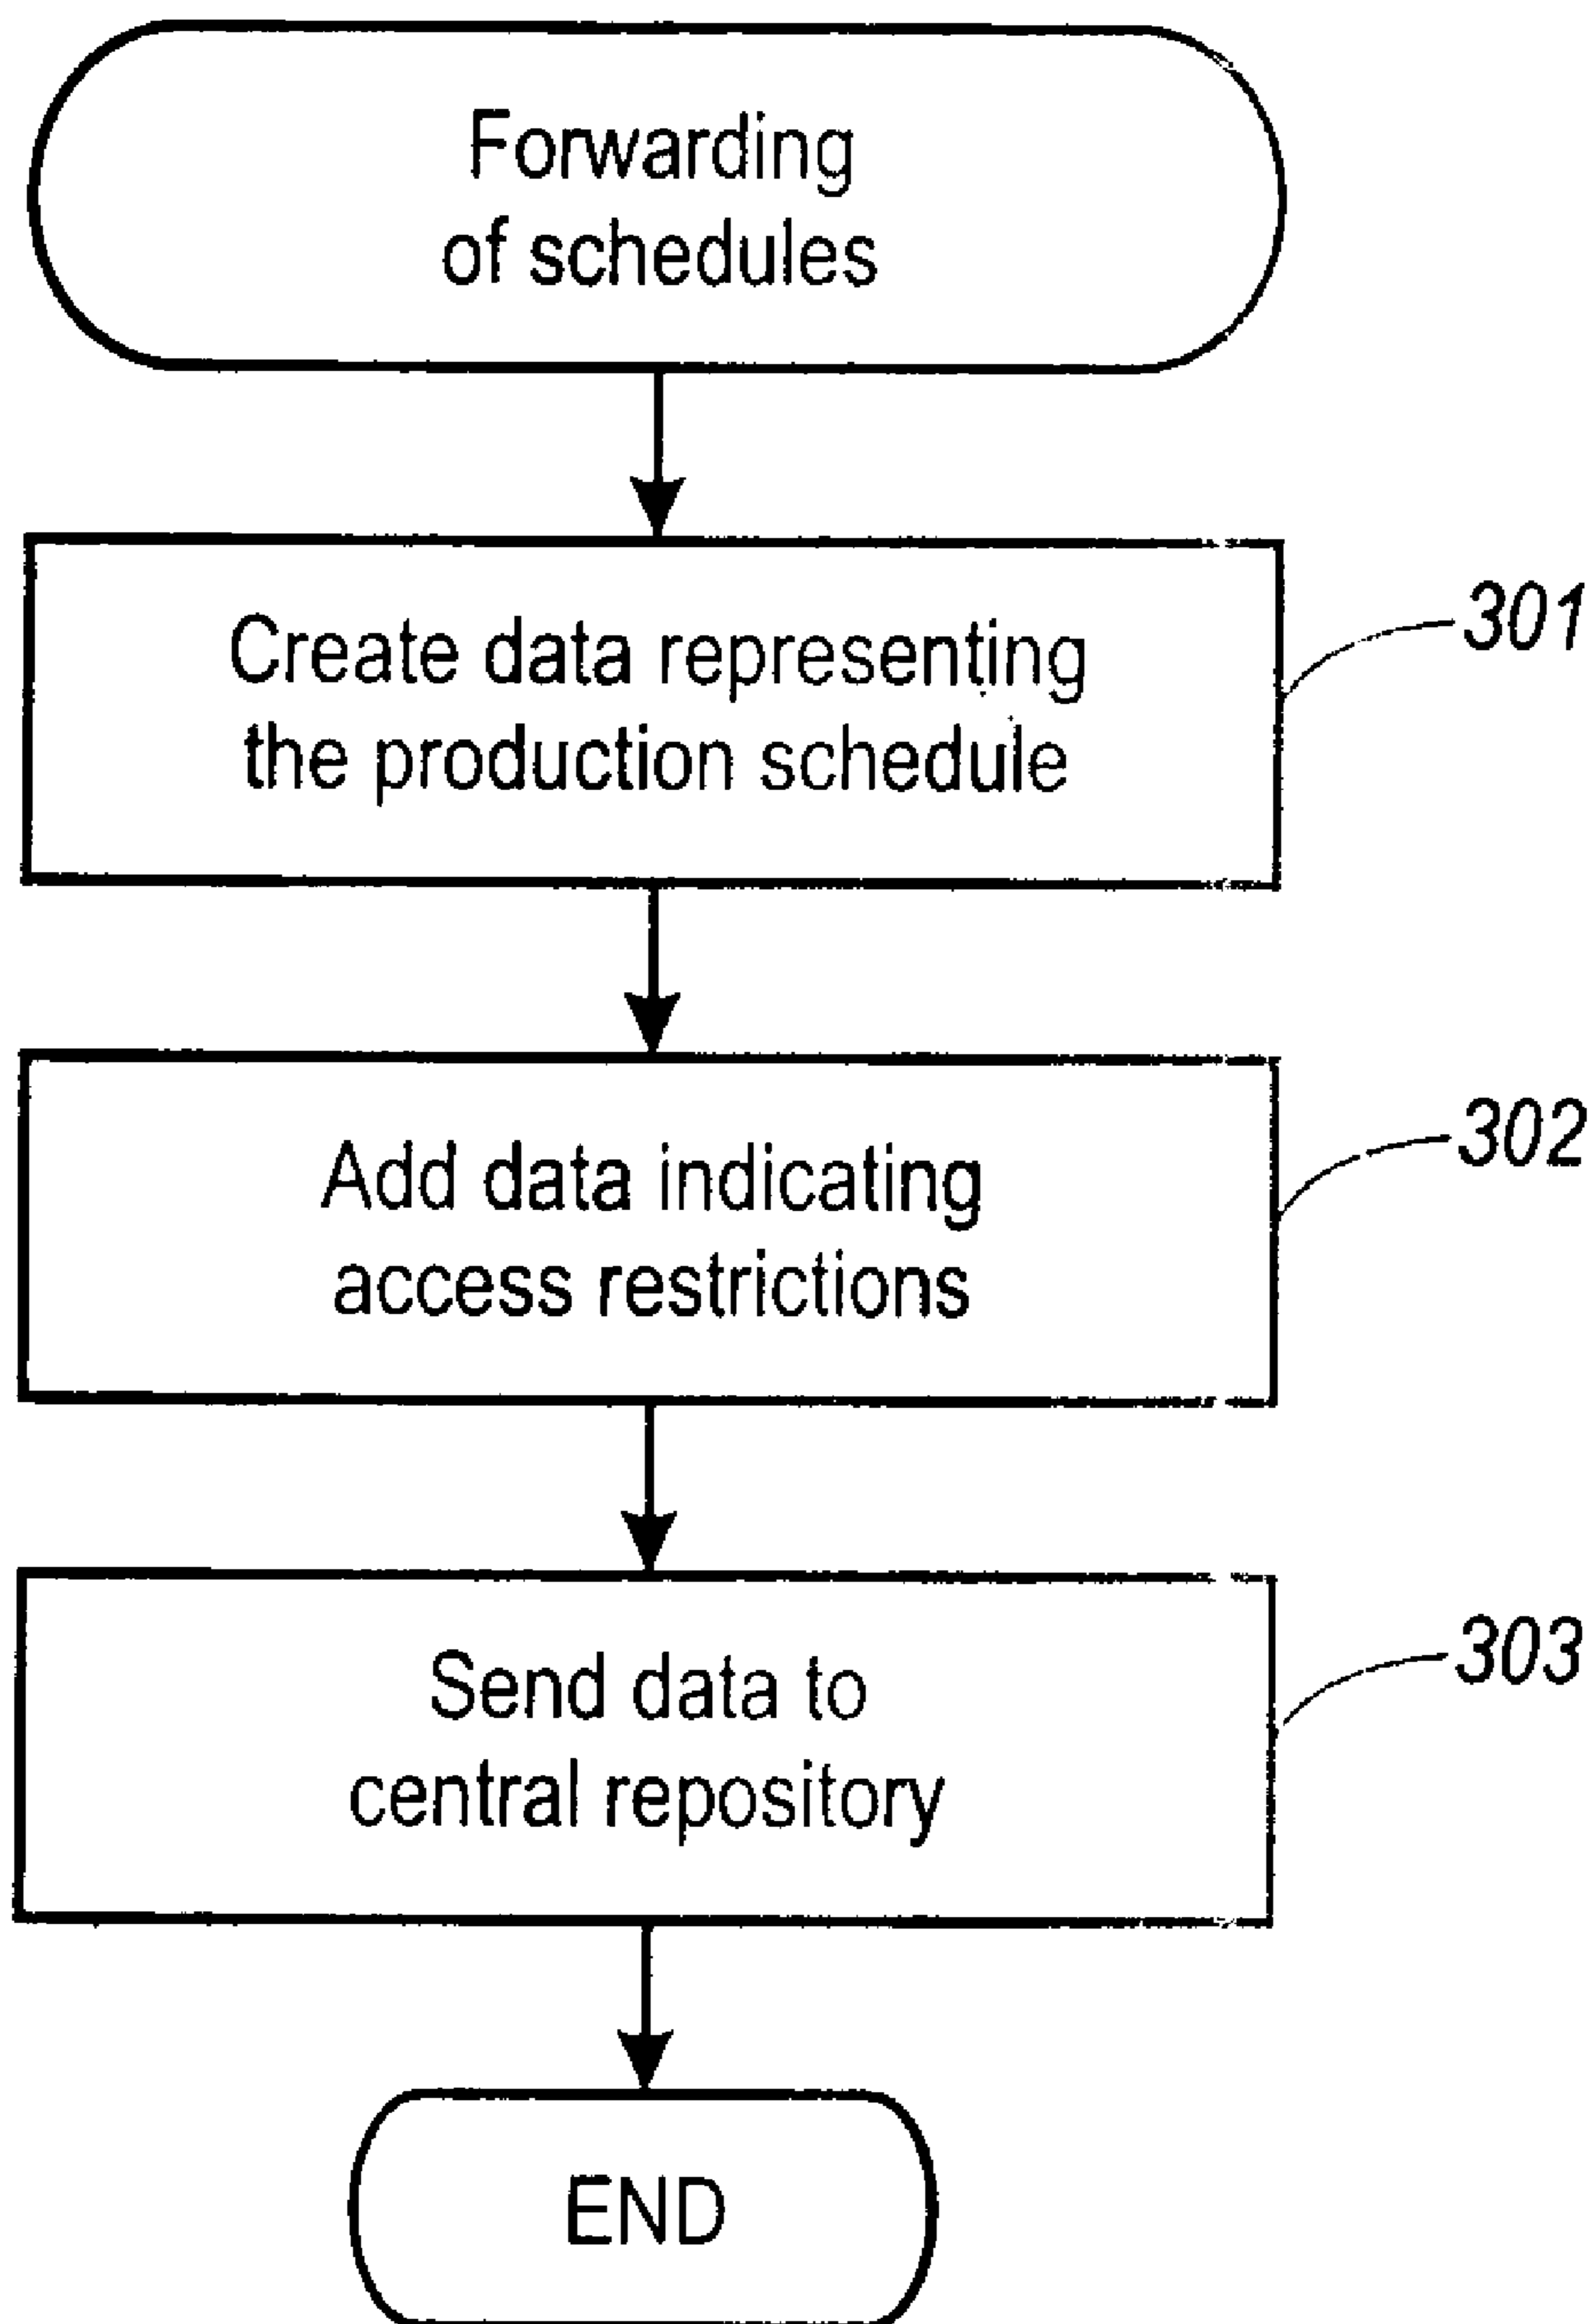 Forwarding
of schedules
Create data representing
the production schedule
301
Add data indicating
access restrictions
302
Send data to
central repository
303
END